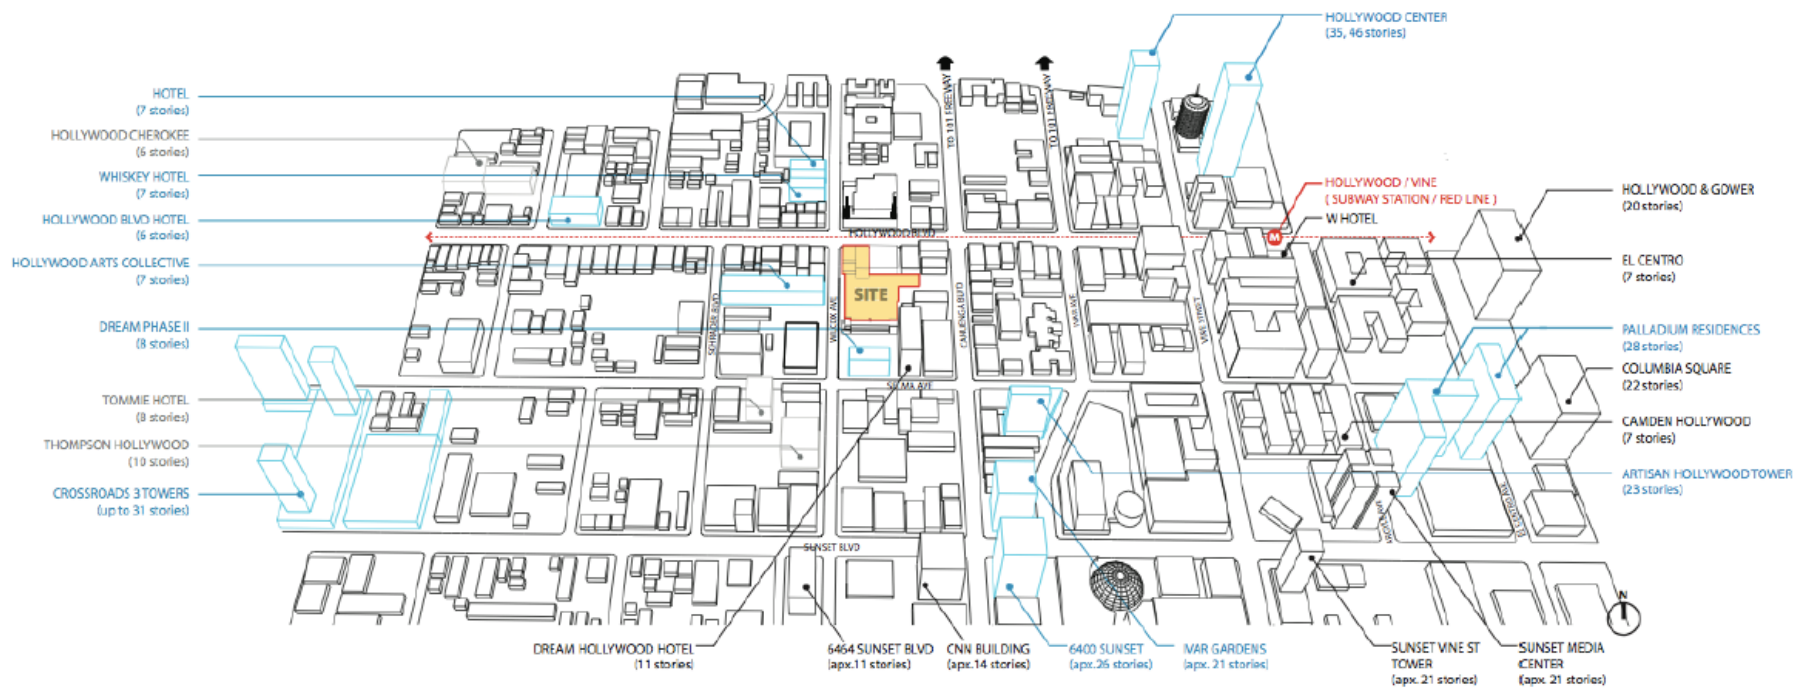 HOLLYWOOD CENTER
(35, 46 stories)
HOTEL
(7 stories)
HOLLYWOOD CHEROKEE
(6 stories)
WHISKEY HOTEL
(7 stories)
HOLLYWOOD BLVD HOTEL
(6 stories)
HOLLYWOOD ARTS COLLECTIVE
(7 stories)
DREAM PHASE II
(8 stories)
TOMMIE HOTEL
(8 stories)
THOMPSON HOLLYWOOD
(10 stories)
CROSSROADS 3 TOWERS
(up to 31 stories)
TO 101 FREEWAY
TO 101 FREEWAY
HOLLYWOOD BLVD
SITE
SCHRADER BLVD
WILCOX AVE
CAHUENGA BLVD
IVAR AVE
VINE STREET
SELMA AVE
SUNSET BLVD
ARGYLE AVE
EL CENTRO AVE
M
HOLLYWOOD / VINE
( SUBWAY STATION / RED LINE )
W HOTEL
HOLLYWOOD & GOWER
(20 stories)
EL CENTRO
(7 stories)
PALLADIUM RESIDENCES
(28 stories)
COLUMBIA SQUARE
(22 stories)
CAMDEN HOLLYWOOD
(7 stories)
ARTISAN HOLLYWOOD TOWER
(23 stories)
N
DREAM HOLLYWOOD HOTEL
(11 stories)
6464 SUNSET BLVD
(apx.11 stories)
CNN BUILDING
(apx.14 stories)
6400 SUNSET
(apx.26 stories)
IVAR GARDENS
(apx. 21 stories)
SUNSET VINE ST
TOWER
(apx. 21 stories)
SUNSET MEDIA
CENTER
(apx. 21 stories)